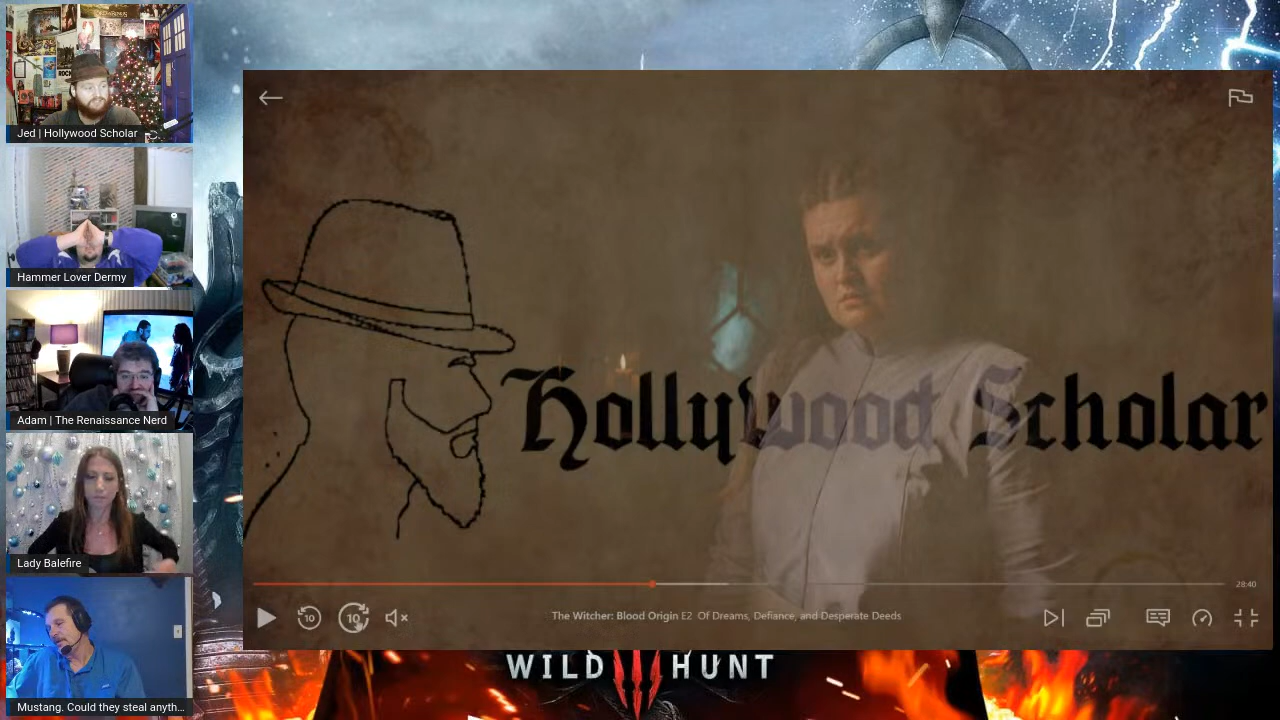 Jed | Hollywood Scholar
Hammer Lover Dermy
Adam | The Renaissance Nerd
Lady Balefire
Mustang. Could they steal anyth...
Hollywood Scholar
28:40
10
10
The Witcher: Blood Origin E2 Of Dreams, Defiance, and Desperate Deeds
WILD HUNT